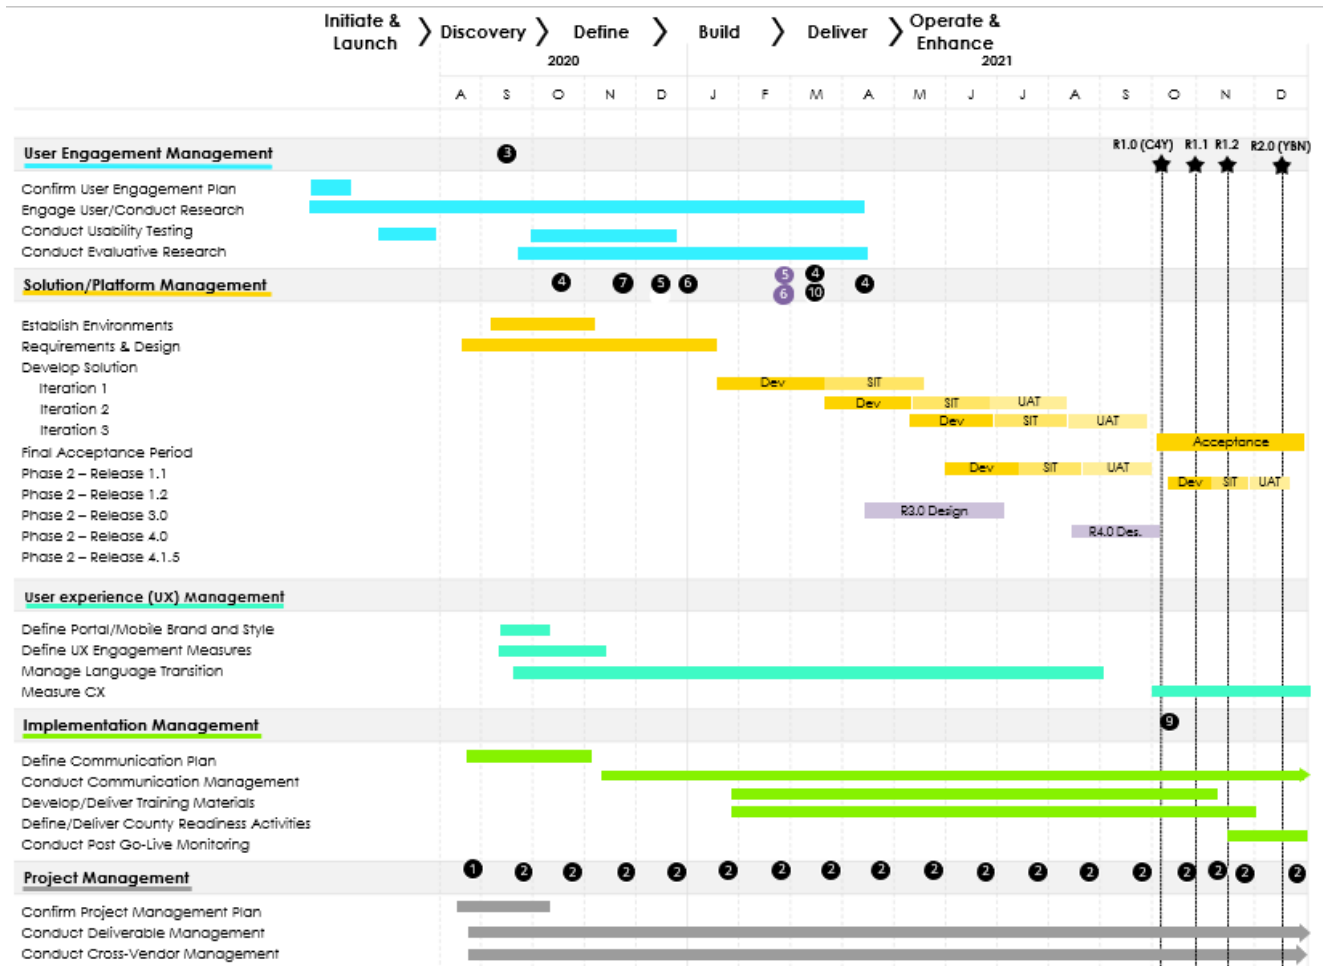 Initiate &
Launch
Discovery
Define
Build
Deliver
Operate &
Enhance
2020
2021
A S O N D J F M A M J J A S O N D
User Engagement Management
3
R1.0 (C4Y) R1.1 R1.2 R2.0 (YBN)
Confirm User Engagement Plan
Engage User/Conduct Research
Conduct Usability Testing
Conduct Evaluative Research
Solution/Platform Management
4 7 5 6 5 4 4
6 10
Establish Environments
Requirements & Design
Develop Solution
Iteration 1
Dev SIT
Iteration 2
Dev SIT UAT
Iteration 3
Dev SIT UAT
Final Acceptance Period
Acceptance
Phase 2 – Release 1.1
Dev SIT UAT
Phase 2 – Release 1.2
Dev SIT UAT
Phase 2 – Release 3.0
R3.0 Design
Phase 2 – Release 4.0
R4.0 Des.
Phase 2 – Release 4.1.5
User experience (UX) Management
Define Portal/Mobile Brand and Style
Define UX Engagement Measures
Manage Language Transition
Measure CX
Implementation Management
9
Define Communication Plan
Conduct Communication Management
Develop/Deliver Training Materials
Define/Deliver County Readiness Activities
Conduct Post Go-Live Monitoring
Project Management
1 2 2 2 2 2 2 2 2 2 2 2 2 2 2 2 2 2
Confirm Project Management Plan
Conduct Deliverable Management
Conduct Cross-Vendor Management